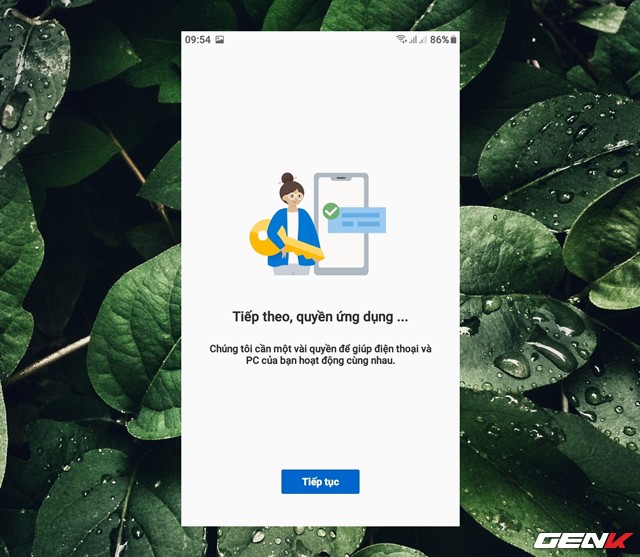 09:54
86%
Tiếp theo, quyền ứng dụng ...
Chúng tôi cần một vài quyền để giúp điện thoại và
PC của bạn hoạt động cùng nhau.
Tiếp tục
GENK